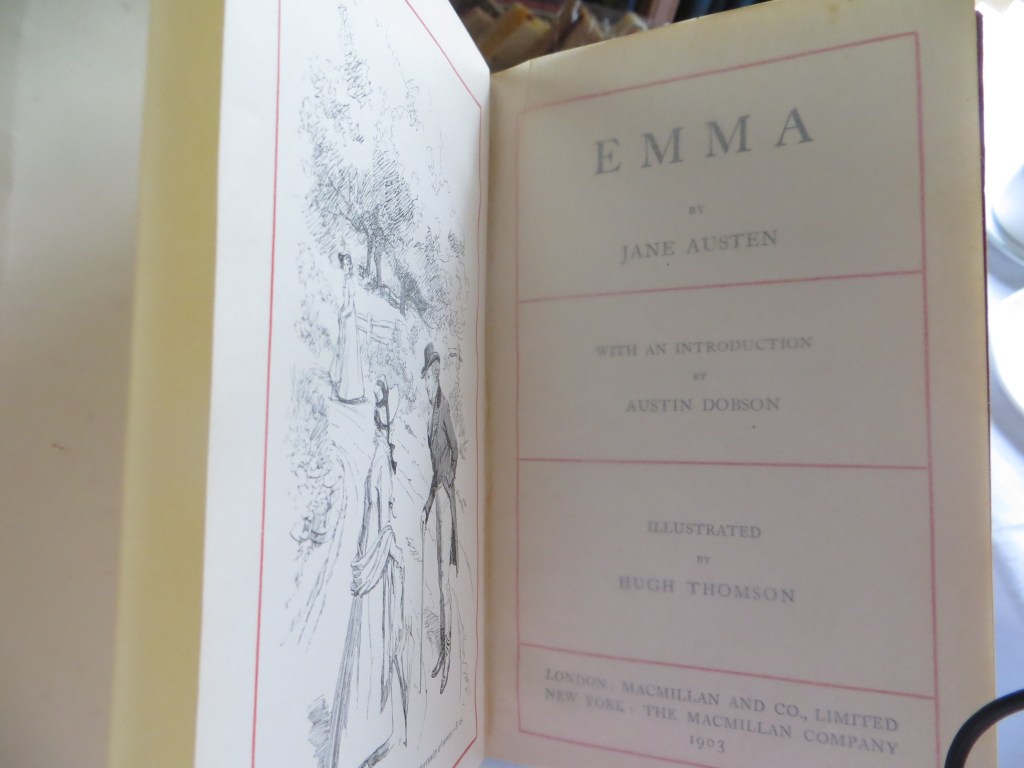 EMMA
BY
JANE AUSTEN
WITH AN INTRODUCTION
BY
AUSTIN DOBSON
ILLUSTRATED
BY
HUGH THOMSON
LONDON: MACMILLAN AND CO., LIMITED
NEW YORK: THE MACMILLAN COMPANY
1903